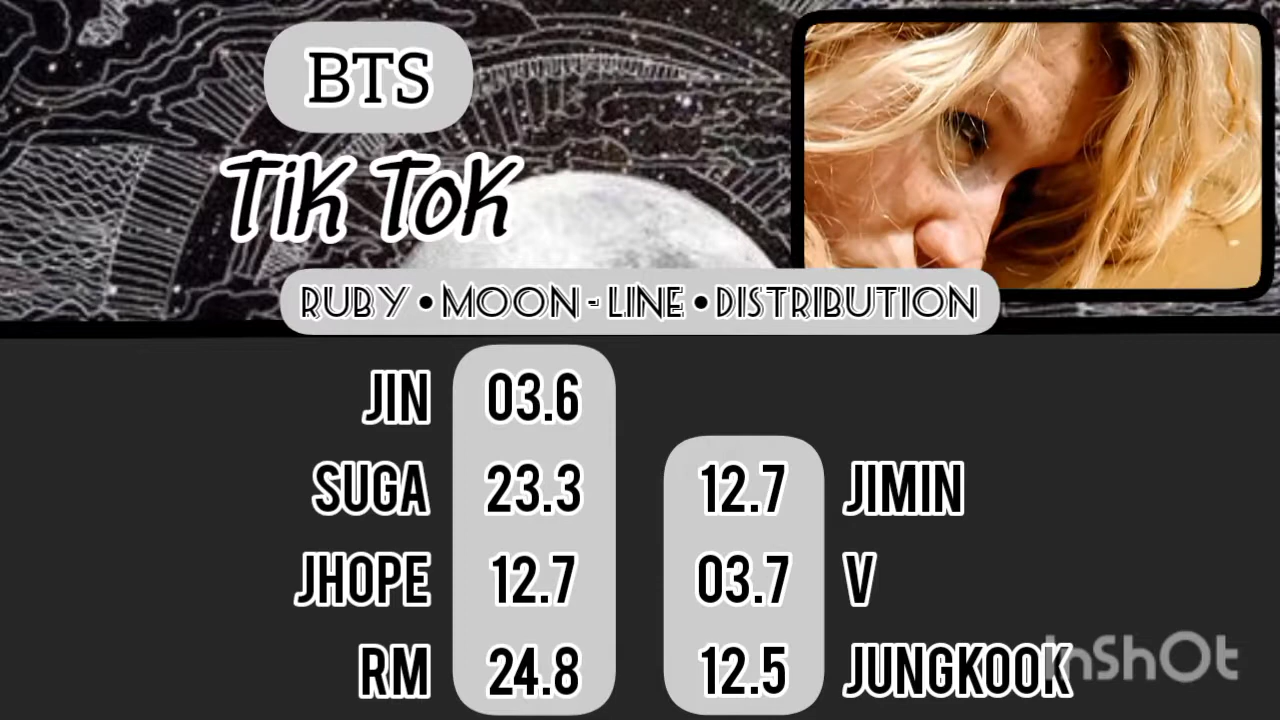 BTS
Tik Tok
RUBY • MOON - LINE • DISTRIBUTION
JIN 03.6
SUGA 23.3 12.7 JIMIN
JHOPE 12.7 03.7 V
RM 24.8 12.5 JUNGKOOK
InShOt